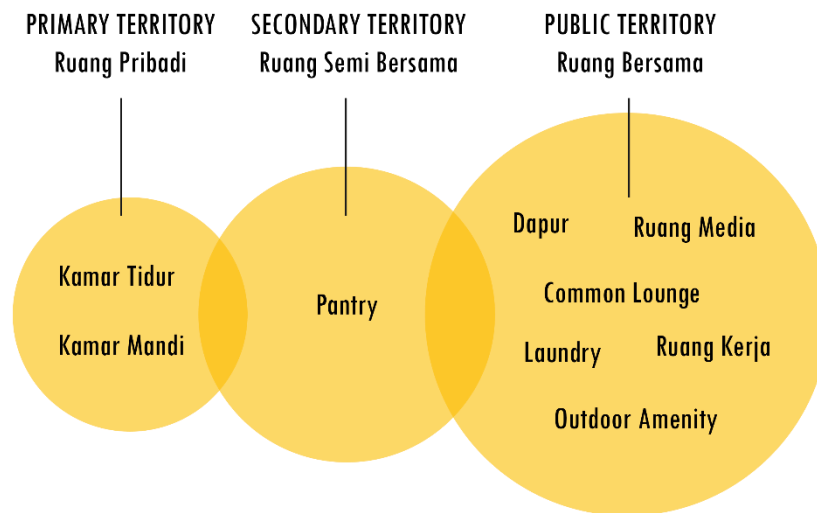 PRIMARY TERRITORY
Ruang Pribadi
SECONDARY TERRITORY
Ruang Semi Bersama
PUBLIC TERRITORY
Ruang Bersama
Kamar Tidur
Kamar Mandi
Pantry
Dapur
Ruang Media
Common Lounge
Laundry
Ruang Kerja
Outdoor Amenity